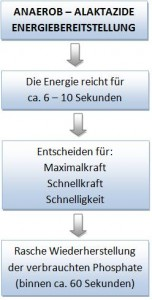 ANAEROB – ALAKTAZIDE
ENERGIEBEREITSTELLUNG
Die Energie reicht für
ca. 6 – 10 Sekunden
Entscheiden für:
Maximalkraft
Schnellkraft
Schnelligkeit
Rasche Wiederherstellung
der verbrauchten Phosphate
(binnen ca. 60 Sekunden)